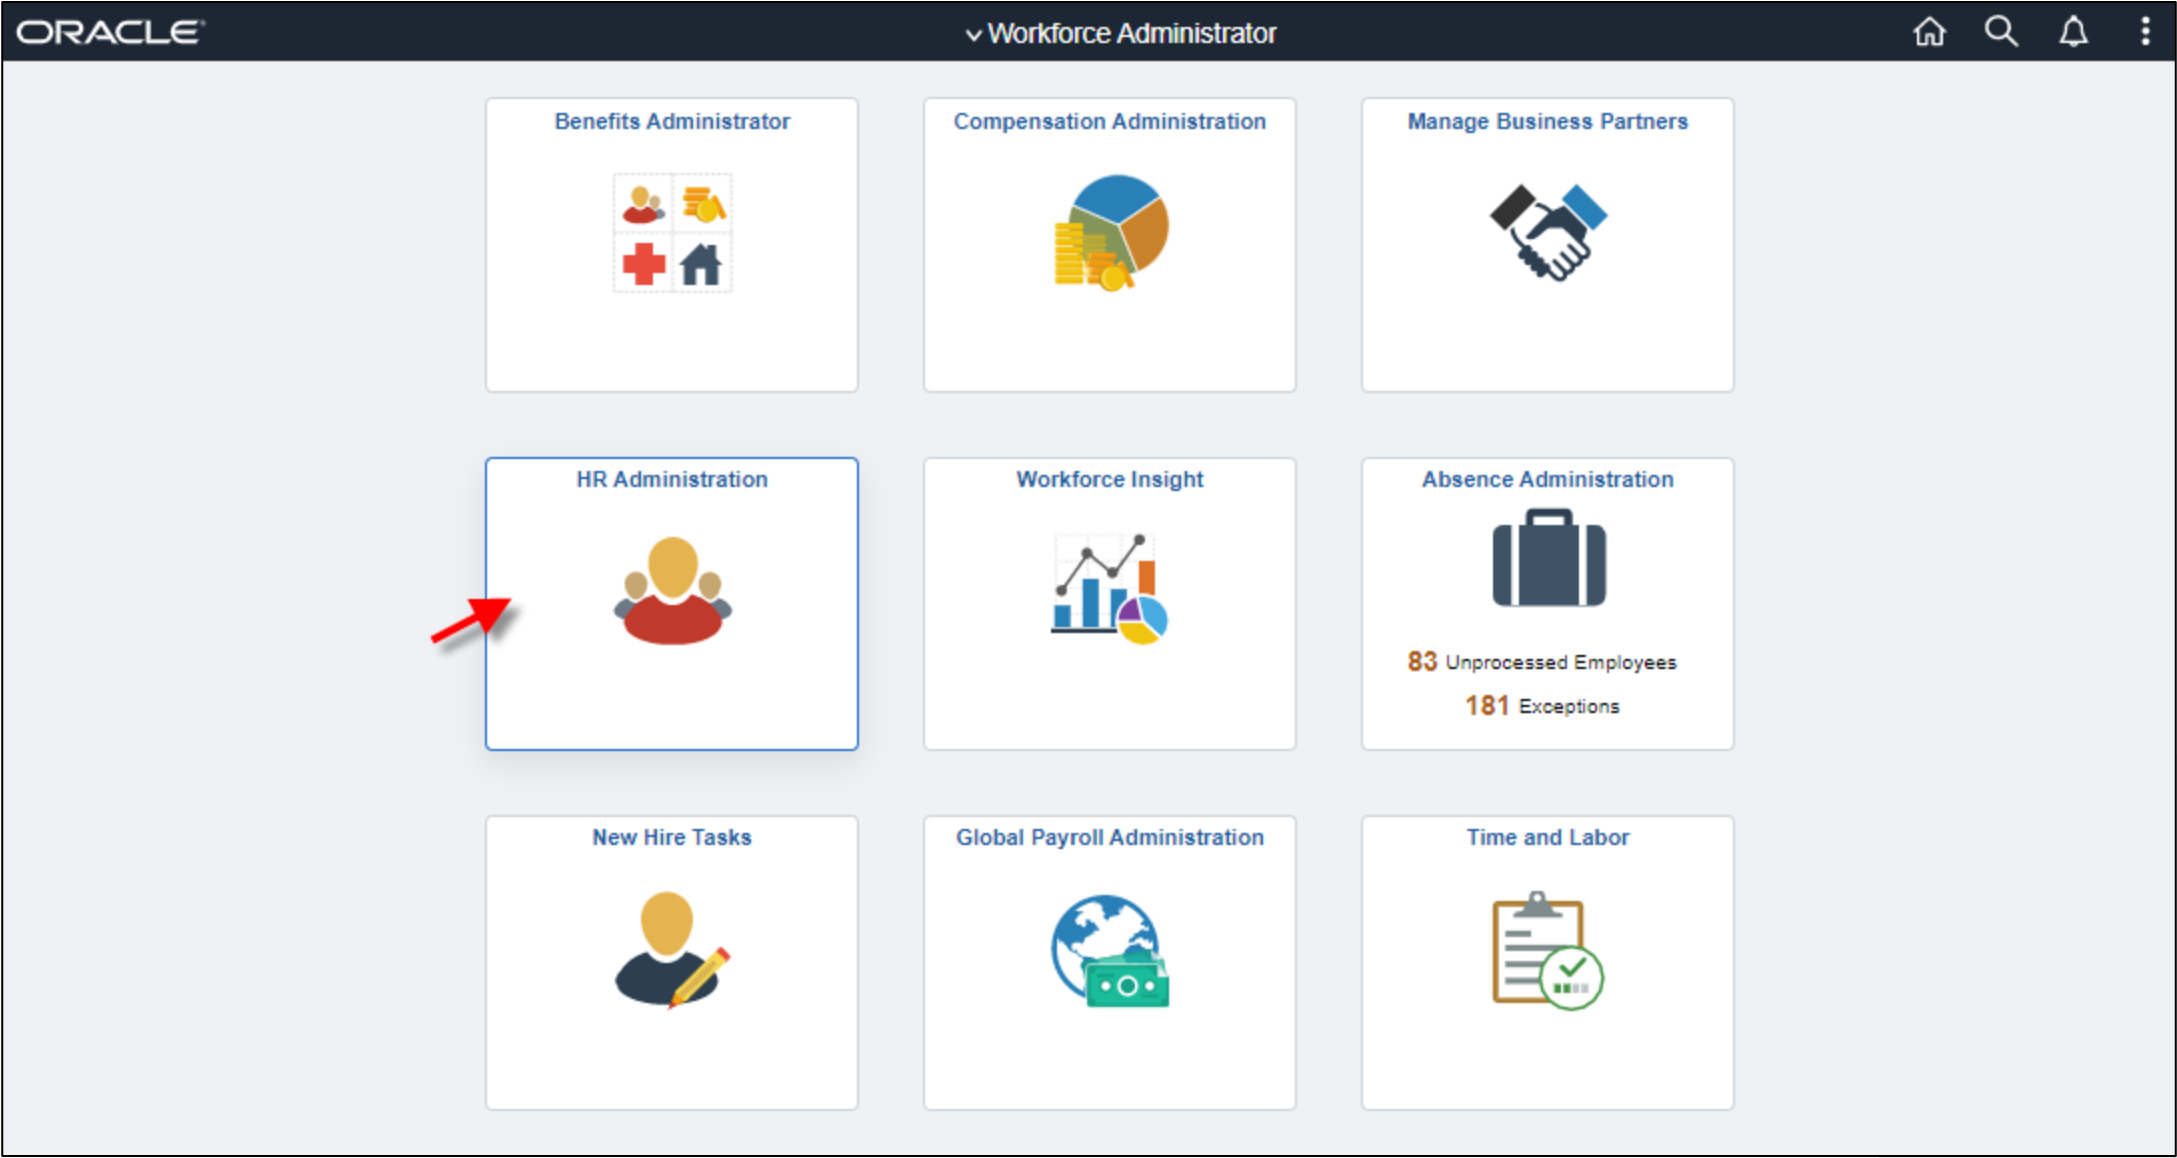 ORACLE
Workforce Administrator
Benefits Administrator
Compensation Administration
Manage Business Partners
HR Administration
Workforce Insight
Absence Administration
83 Unprocessed Employees
181 Exceptions
New Hire Tasks
Global Payroll Administration
Time and Labor